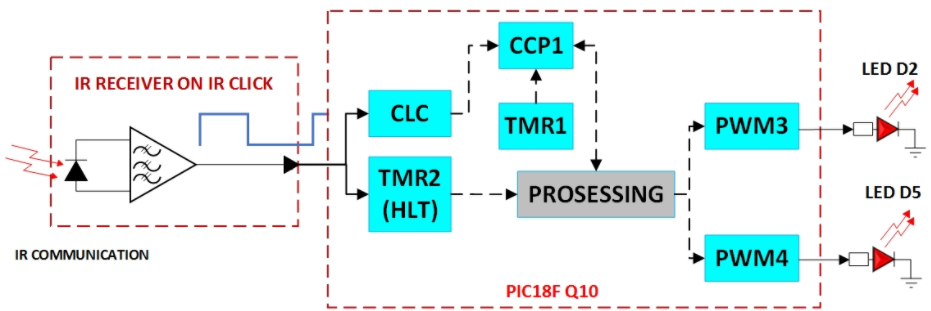 IR RECEIVER ON IR CLICK
IR COMMUNICATION
CLC
TMR2
(HLT)
CCP1
TMR1
PROSESSING
PWM3
PWM4
PIC18F Q10
LED D2
LED D5